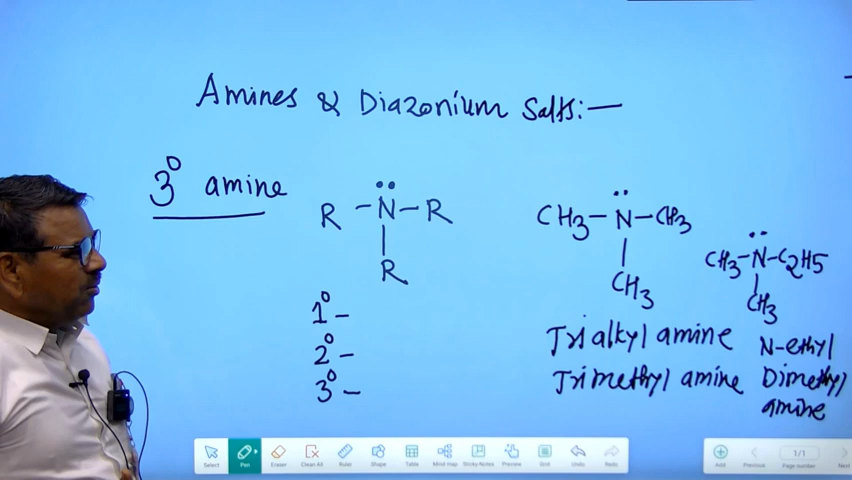 Amines & Diazonium Salts:—
3° amine
R –N̈– R
R
CH3–N̈–CH3
CH3
CH3–N̈–C2H5
CH3
1° –
2° –
3° –
Trialkyl amine
Trimethyl amine
N-ethyl
Dimethyl
amine
Select Pen Eraser Clean All Ruler Shape Table Mind map Sticky Notes Preview Grid Undo Redo
Add Previous 1/1 Page number Next